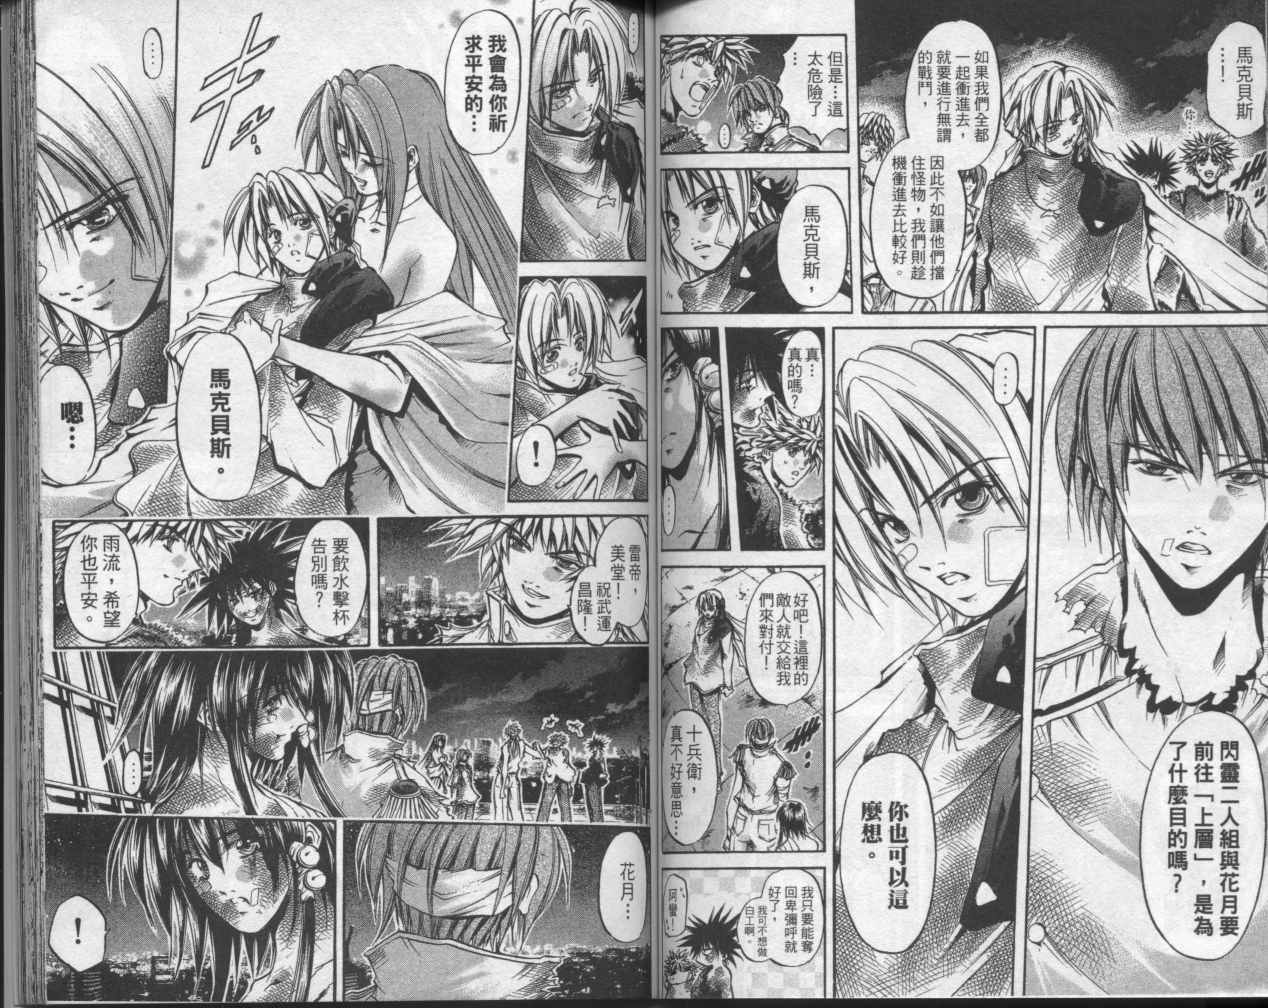 馬克貝斯
…！
你…
如果我們全都
一起衝進去，
就要進行無謂
的戰鬥，
因此不如讓他們擋
住怪物，我們則趁
機衝進去比較好。
但是…這
太危險了
…
馬克貝斯，
閃靈二人組與花月要
前往「上層」，是為
了什麼目的嗎？
…
你也可以這
麼想。
真…
真的嗎？
…
好吧！這裡的
敵人就交給我
們來對付！
十兵衛，
真不好意思…
我只要能奪
回卑彌呼就
好了，
我可不想做
白工啊。
阿蠻！
…
！
我會為你祈
求平安的…
馬克貝斯。
…
嗯…
雷帝，
美堂！
祝武運
昌隆！
要飲水擊杯
告別嗎？
雨流，希望
你也平安。
…
花月…
！